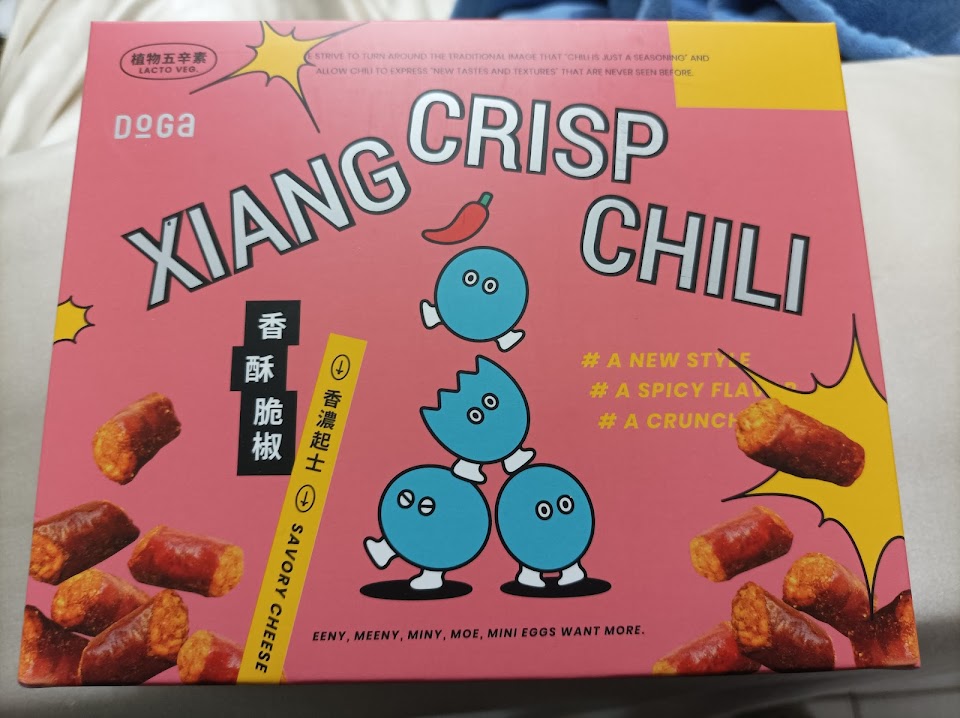 植物五辛素
LACTO VEG.
STRIVE TO TURN AROUND THE TRADITIONAL IMAGE THAT "CHILI IS JUST A SEASONING" AND
ALLOW CHILI TO EXPRESS "NEW TASTES AND TEXTURES" THAT ARE NEVER SEEN BEFORE.
DOGA
XIANG CRISP CHILI
香酥脆椒
香濃起士
SAVORY CHEESE
# A NEW STYLE
# A SPICY FLAVOR
# A CRUNCH
EENY, MEENY, MINY, MOE, MINI EGGS WANT MORE.